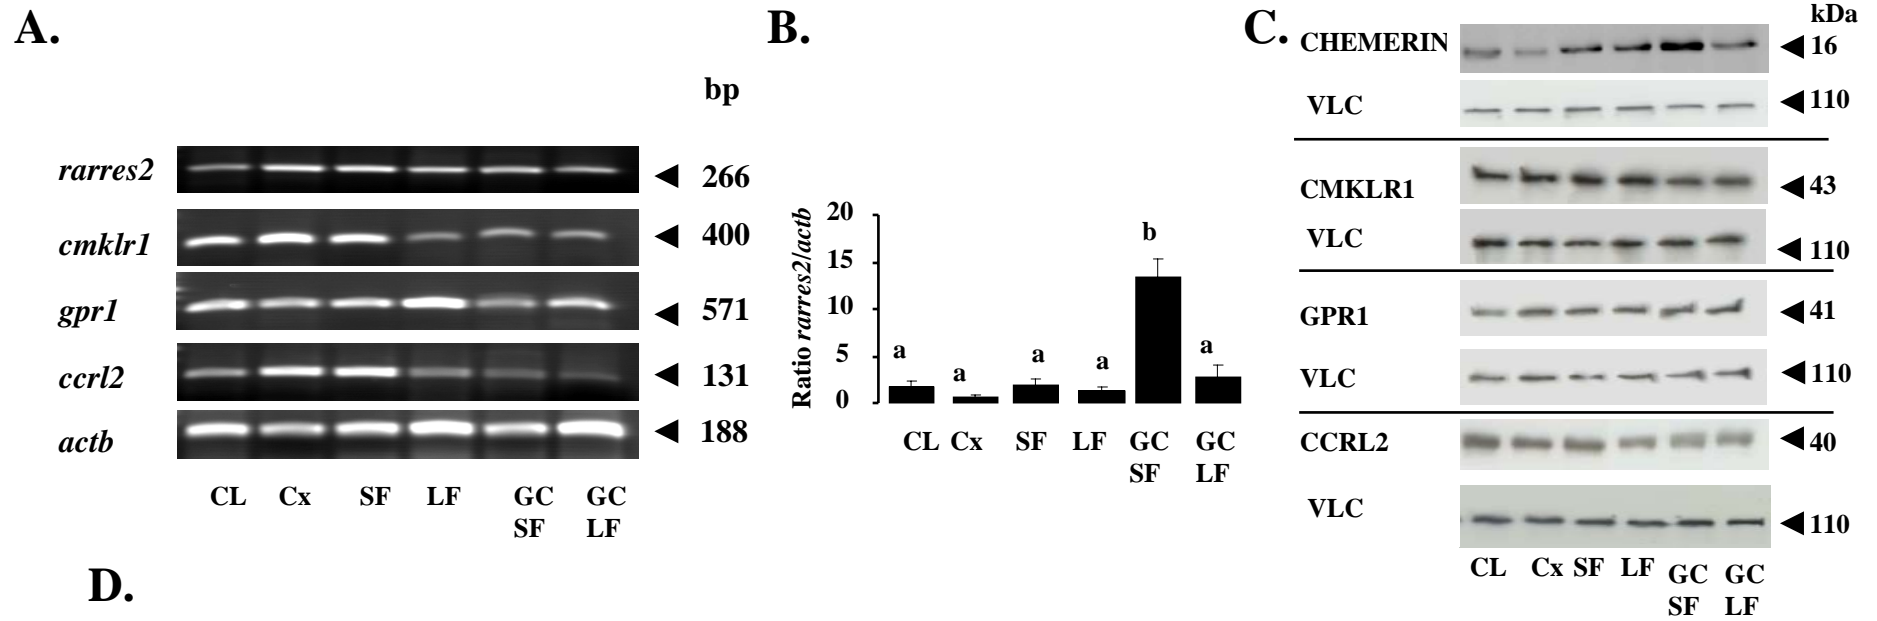 A.
bp
rarres2
266
cmklr1
400
gpr1
571
ccrl2
131
actb
188
CL Cx SF LF GC GC
SF LF
B.
Ratio rarres2/actb
20
15
10
5
0
a
a
a
a
b
a
CL Cx SF LF GC GC
SF LF
C.
kDa
CHEMERIN 16
VLC 110
CMKLR1 43
VLC 110
GPR1 41
VLC 110
CCRL2 40
VLC 110
CL Cx SF LF GC GC
SF LF
D.